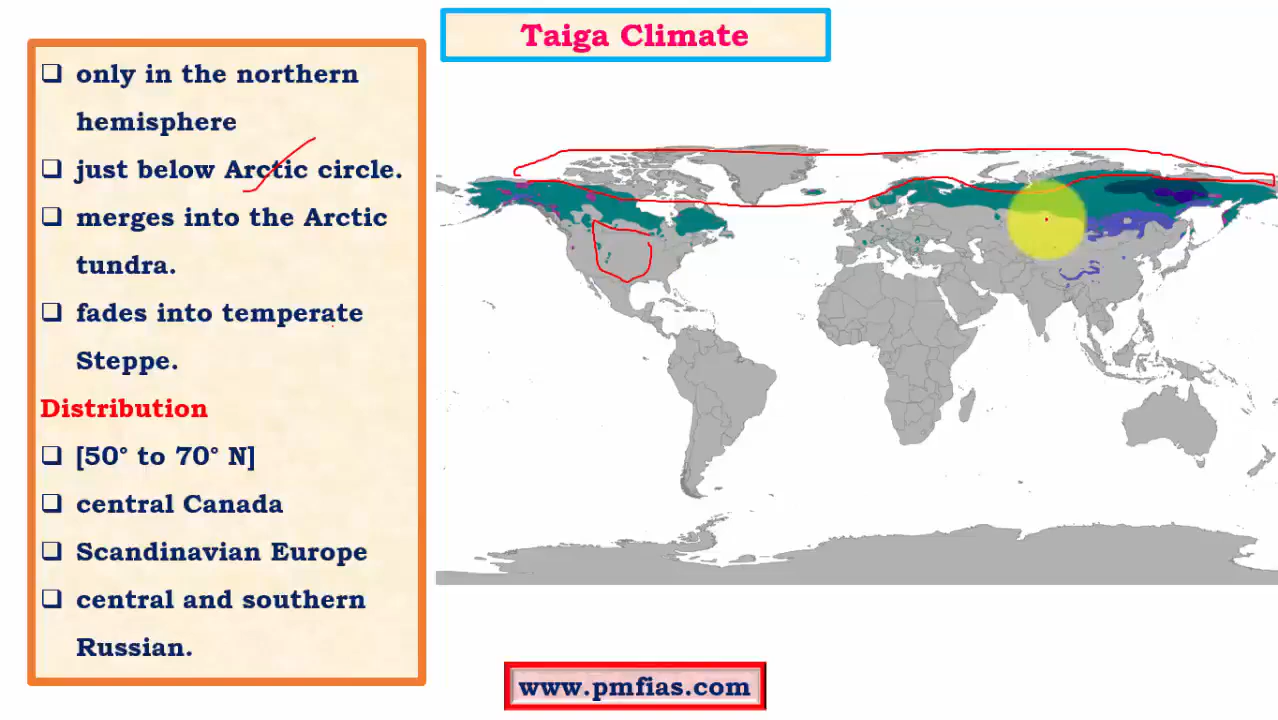 Taiga Climate
❑ only in the northern
hemisphere
❑ just below Arctic circle.
❑ merges into the Arctic
tundra.
❑ fades into temperate
Steppe.
Distribution
❑ [50° to 70° N]
❑ central Canada
❑ Scandinavian Europe
❑ central and southern
Russian.
www.pmfias.com